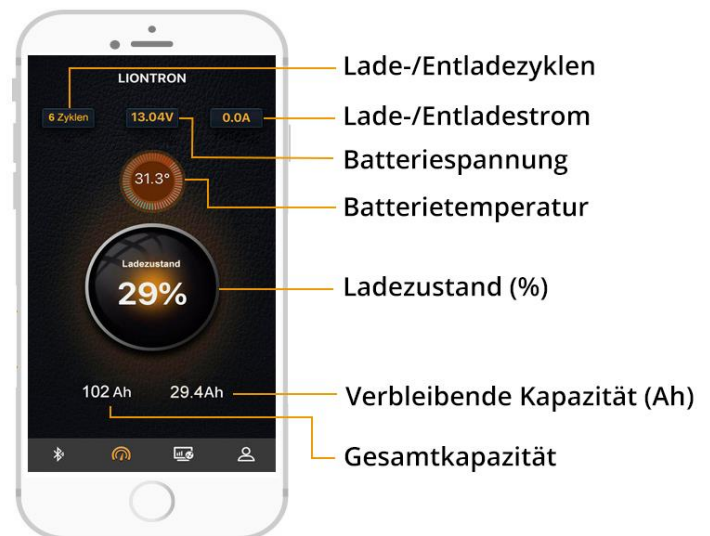 LIONTRON
6 Zyklen
13.04V
0.0A
31.3°
Ladezustand
29%
102 Ah
29.4Ah
Lade-/Entladezyklen
Lade-/Entladestrom
Batteriespannung
Batterietemperatur
Ladezustand (%)
Verbleibende Kapazität (Ah)
Gesamtkapazität